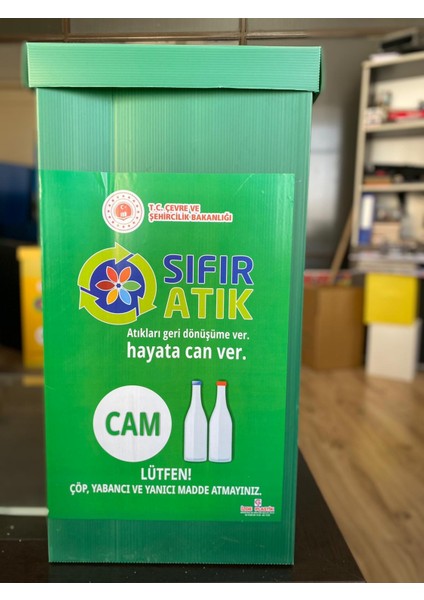 T.C. ÇEVRE VE
ŞEHİRCİLİK BAKANLIĞI
SIFIR
ATIK
Atıkları geri dönüşüme ver.
hayata can ver.
CAM
LÜTFEN!
ÇÖP, YABANCI VE YANICI MADDE ATMAYINIZ.